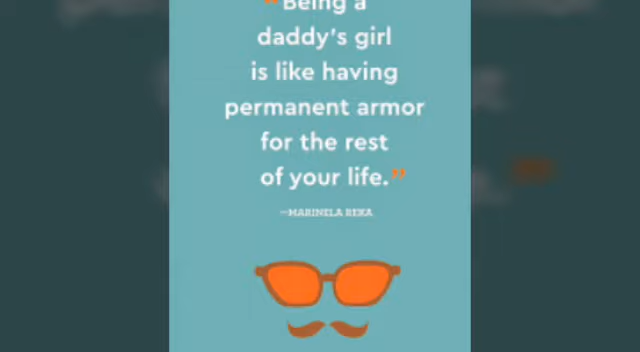 “Being a
daddy's girl
is like having
permanent armor
for the rest
of your life.”
—MARINELA REKA